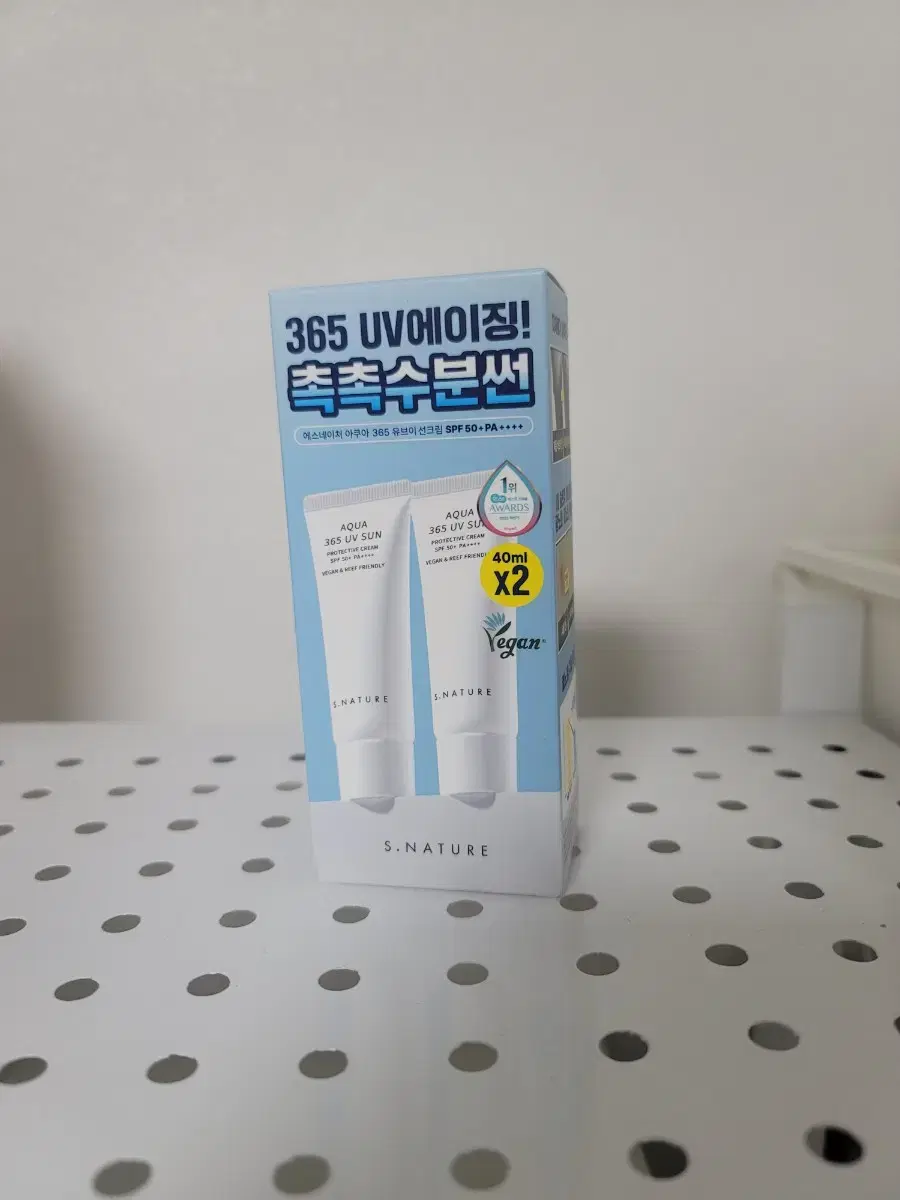 365 UV에이징!
촉촉수분썬
에스네이처 아쿠아 365 유브이 선크림 SPF 50+ PA++++
AQUA
365 UV SUN
PROTECTIVE CREAM
SPF 50+ PA++++
VEGAN & REEF FRIENDLY
S.NATURE
AQUA
365 UV SU
PROTECTIVE CREAM
SPF 50+ PA++++
VEGAN & REEF FRIENDLY
S.NATURE
1위
AWARDS
40ml
x2
Vegan
S.NATURE